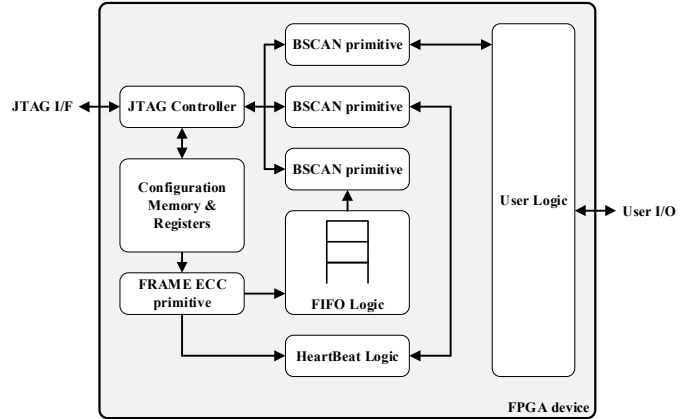 BSCAN primitive
JTAG I/F
JTAG Controller
BSCAN primitive
BSCAN primitive
Configuration
Memory &
Registers
User Logic
User I/O
FRAME ECC
primitive
FIFO Logic
HeartBeat Logic
FPGA device